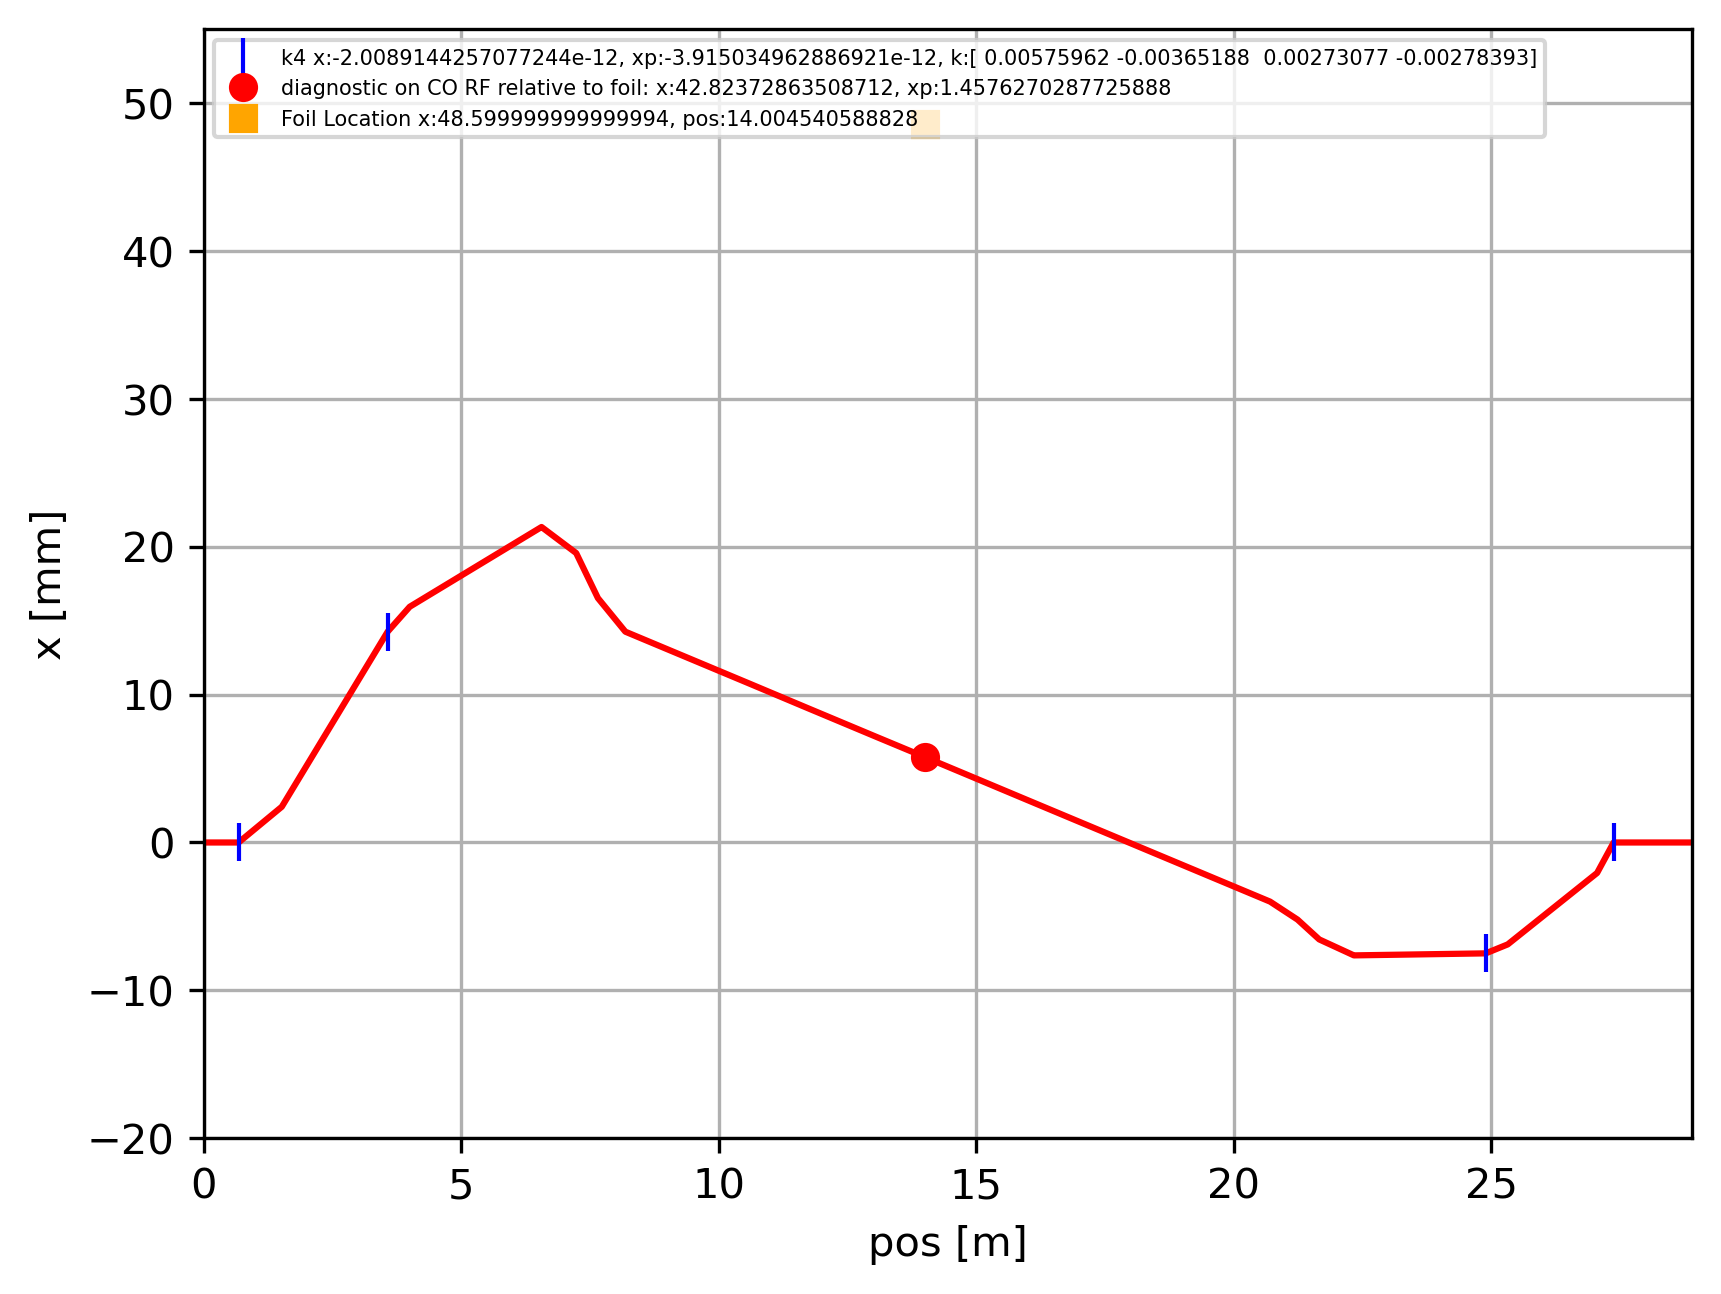 k4 x:-2.0089144257077244e-12, xp:-3.915034962886921e-12, k:[ 0.00575962 -0.00365188  0.00273077 -0.00278393]
diagnostic on CO RF relative to foil: x:42.82372863508712, xp:1.4576270287725888
Foil Location x:48.599999999999994, pos:14.004540588828
50
40
30
20
10
0
−10
−20
x [mm]
0 5 10 15 20 25
pos [m]